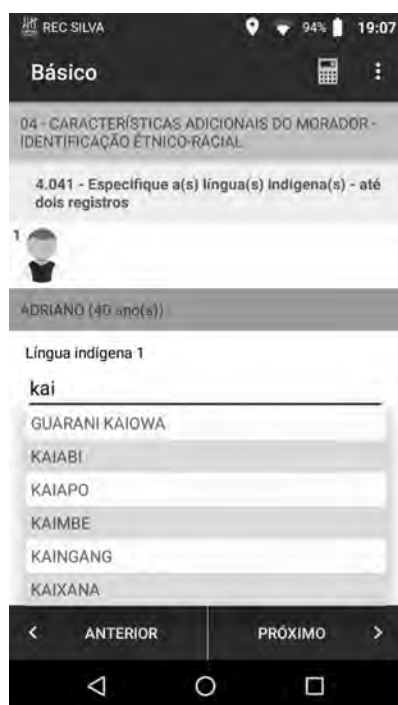 REC SILVA 94% 19:07
Básico
04 - CARACTERÍSTICAS ADICIONAIS DO MORADOR -
IDENTIFICAÇÃO ÉTNICO-RACIAL
4.041 - Especifique a(s) língua(s) indígena(s) - até
dois registros
1
ADRIANO (40 ano(s))
Língua indígena 1
kai
GUARANI KAIOWA
KAIABI
KAIAPO
KAIMBE
KAINGANG
KAIXANA
< ANTERIOR PRÓXIMO >